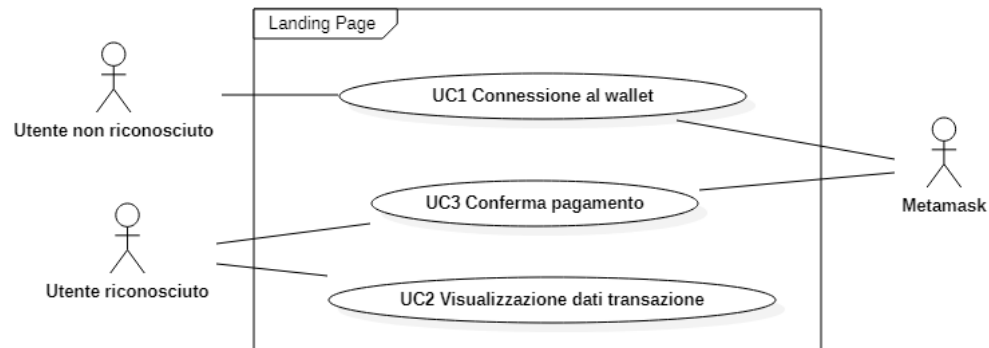 Landing Page
UC1 Connessione al wallet
Utente non riconosciuto
UC3 Conferma pagamento
Metamask
Utente riconosciuto
UC2 Visualizzazione dati transazione